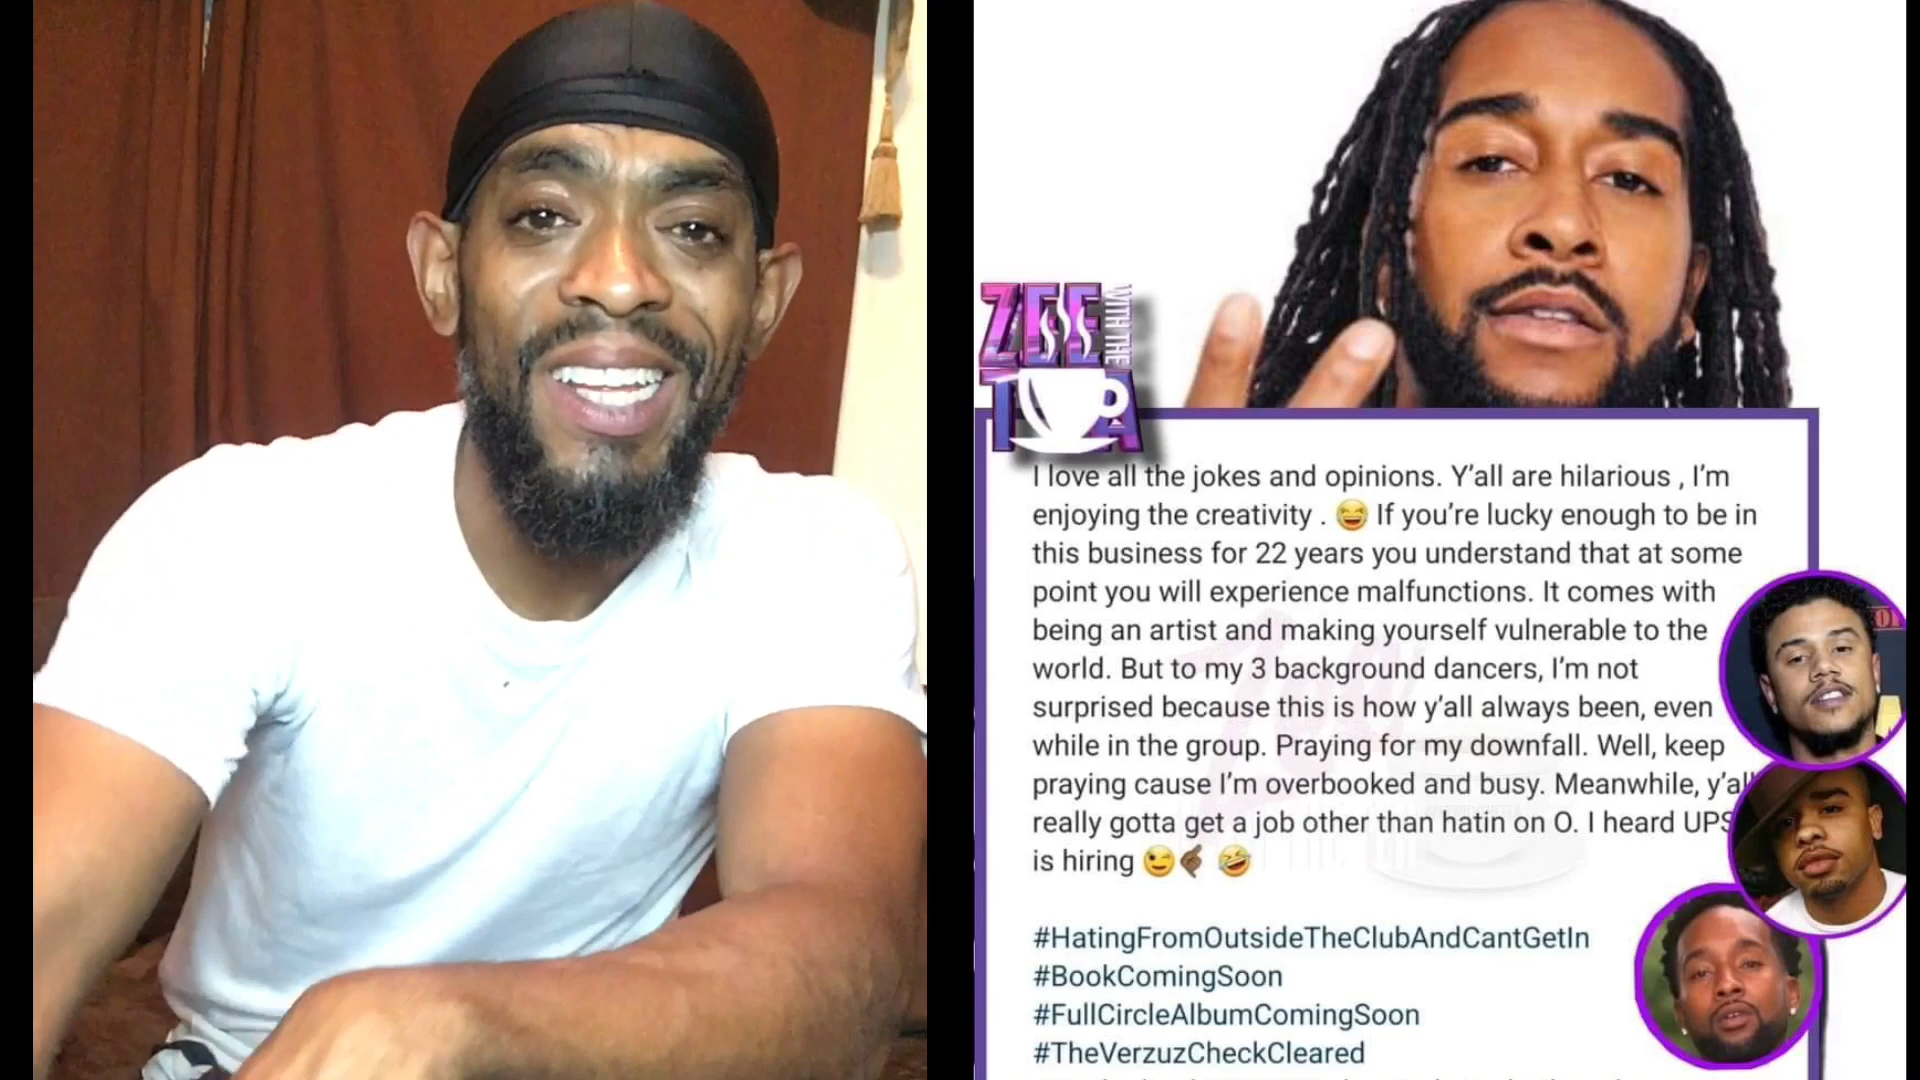 ZEE
WITH THE
TEA
I love all the jokes and opinions. Y’all are hilarious , I’m
enjoying the creativity . 😆 If you’re lucky enough to be in
this business for 22 years you understand that at some
point you will experience malfunctions. It comes with
being an artist and making yourself vulnerable to the
world. But to my 3 background dancers, I’m not
surprised because this is how y’all always been, even
while in the group. Praying for my downfall. Well, keep
praying cause I’m overbooked and busy. Meanwhile, y’all
really gotta get a job other than hatin on O. I heard UPS
is hiring 😉🤙🏾 🤣
#HatingFromOutsideTheClubAndCantGetIn
#BookComingSoon
#FullCircleAlbumComingSoon
#TheVerzuzCheckCleared